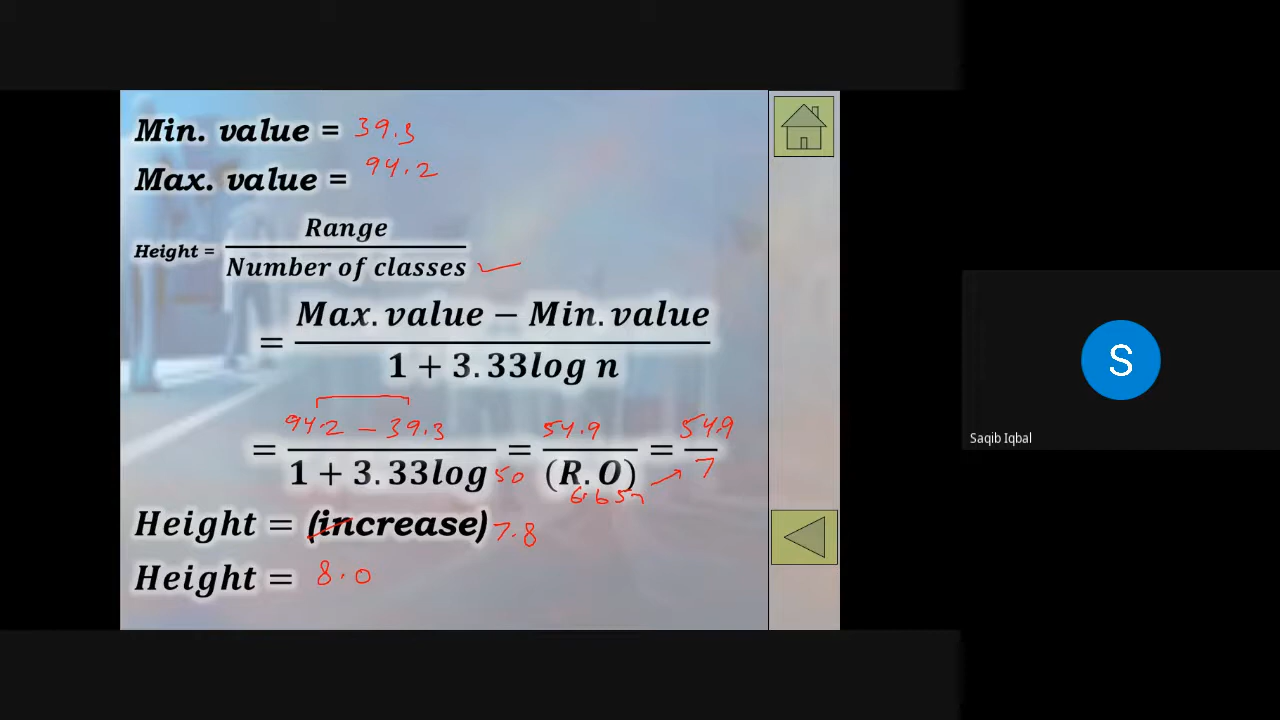 Min. value = 39.3
Max. value = 94.2
Height = Range / Number of classes
= Max. value − Min. value / 1 + 3.33log n
= 94.2 − 39.3 / 1 + 3.33log 50 = 54.9 / (R.O) = 54.9 / 7
Height = (increase) 7.8
Height = 8.0
S
Saqib Iqbal